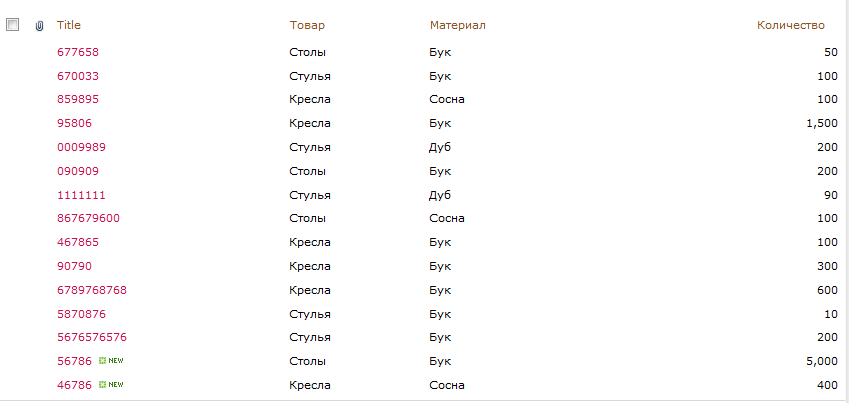 Title Товар Материал Количество
677658 Столы Бук 50
670033 Стулья Бук 100
859895 Кресла Сосна 100
95806 Кресла Бук 1,500
0009989 Стулья Дуб 200
090909 Столы Бук 200
1111111 Стулья Дуб 90
867679600 Столы Сосна 100
467865 Кресла Бук 100
90790 Кресла Бук 300
6789768768 Кресла Бук 600
5870876 Стулья Бук 10
5676576576 Стулья Бук 200
56786 NEW Столы Бук 5,000
46786 NEW Кресла Сосна 400